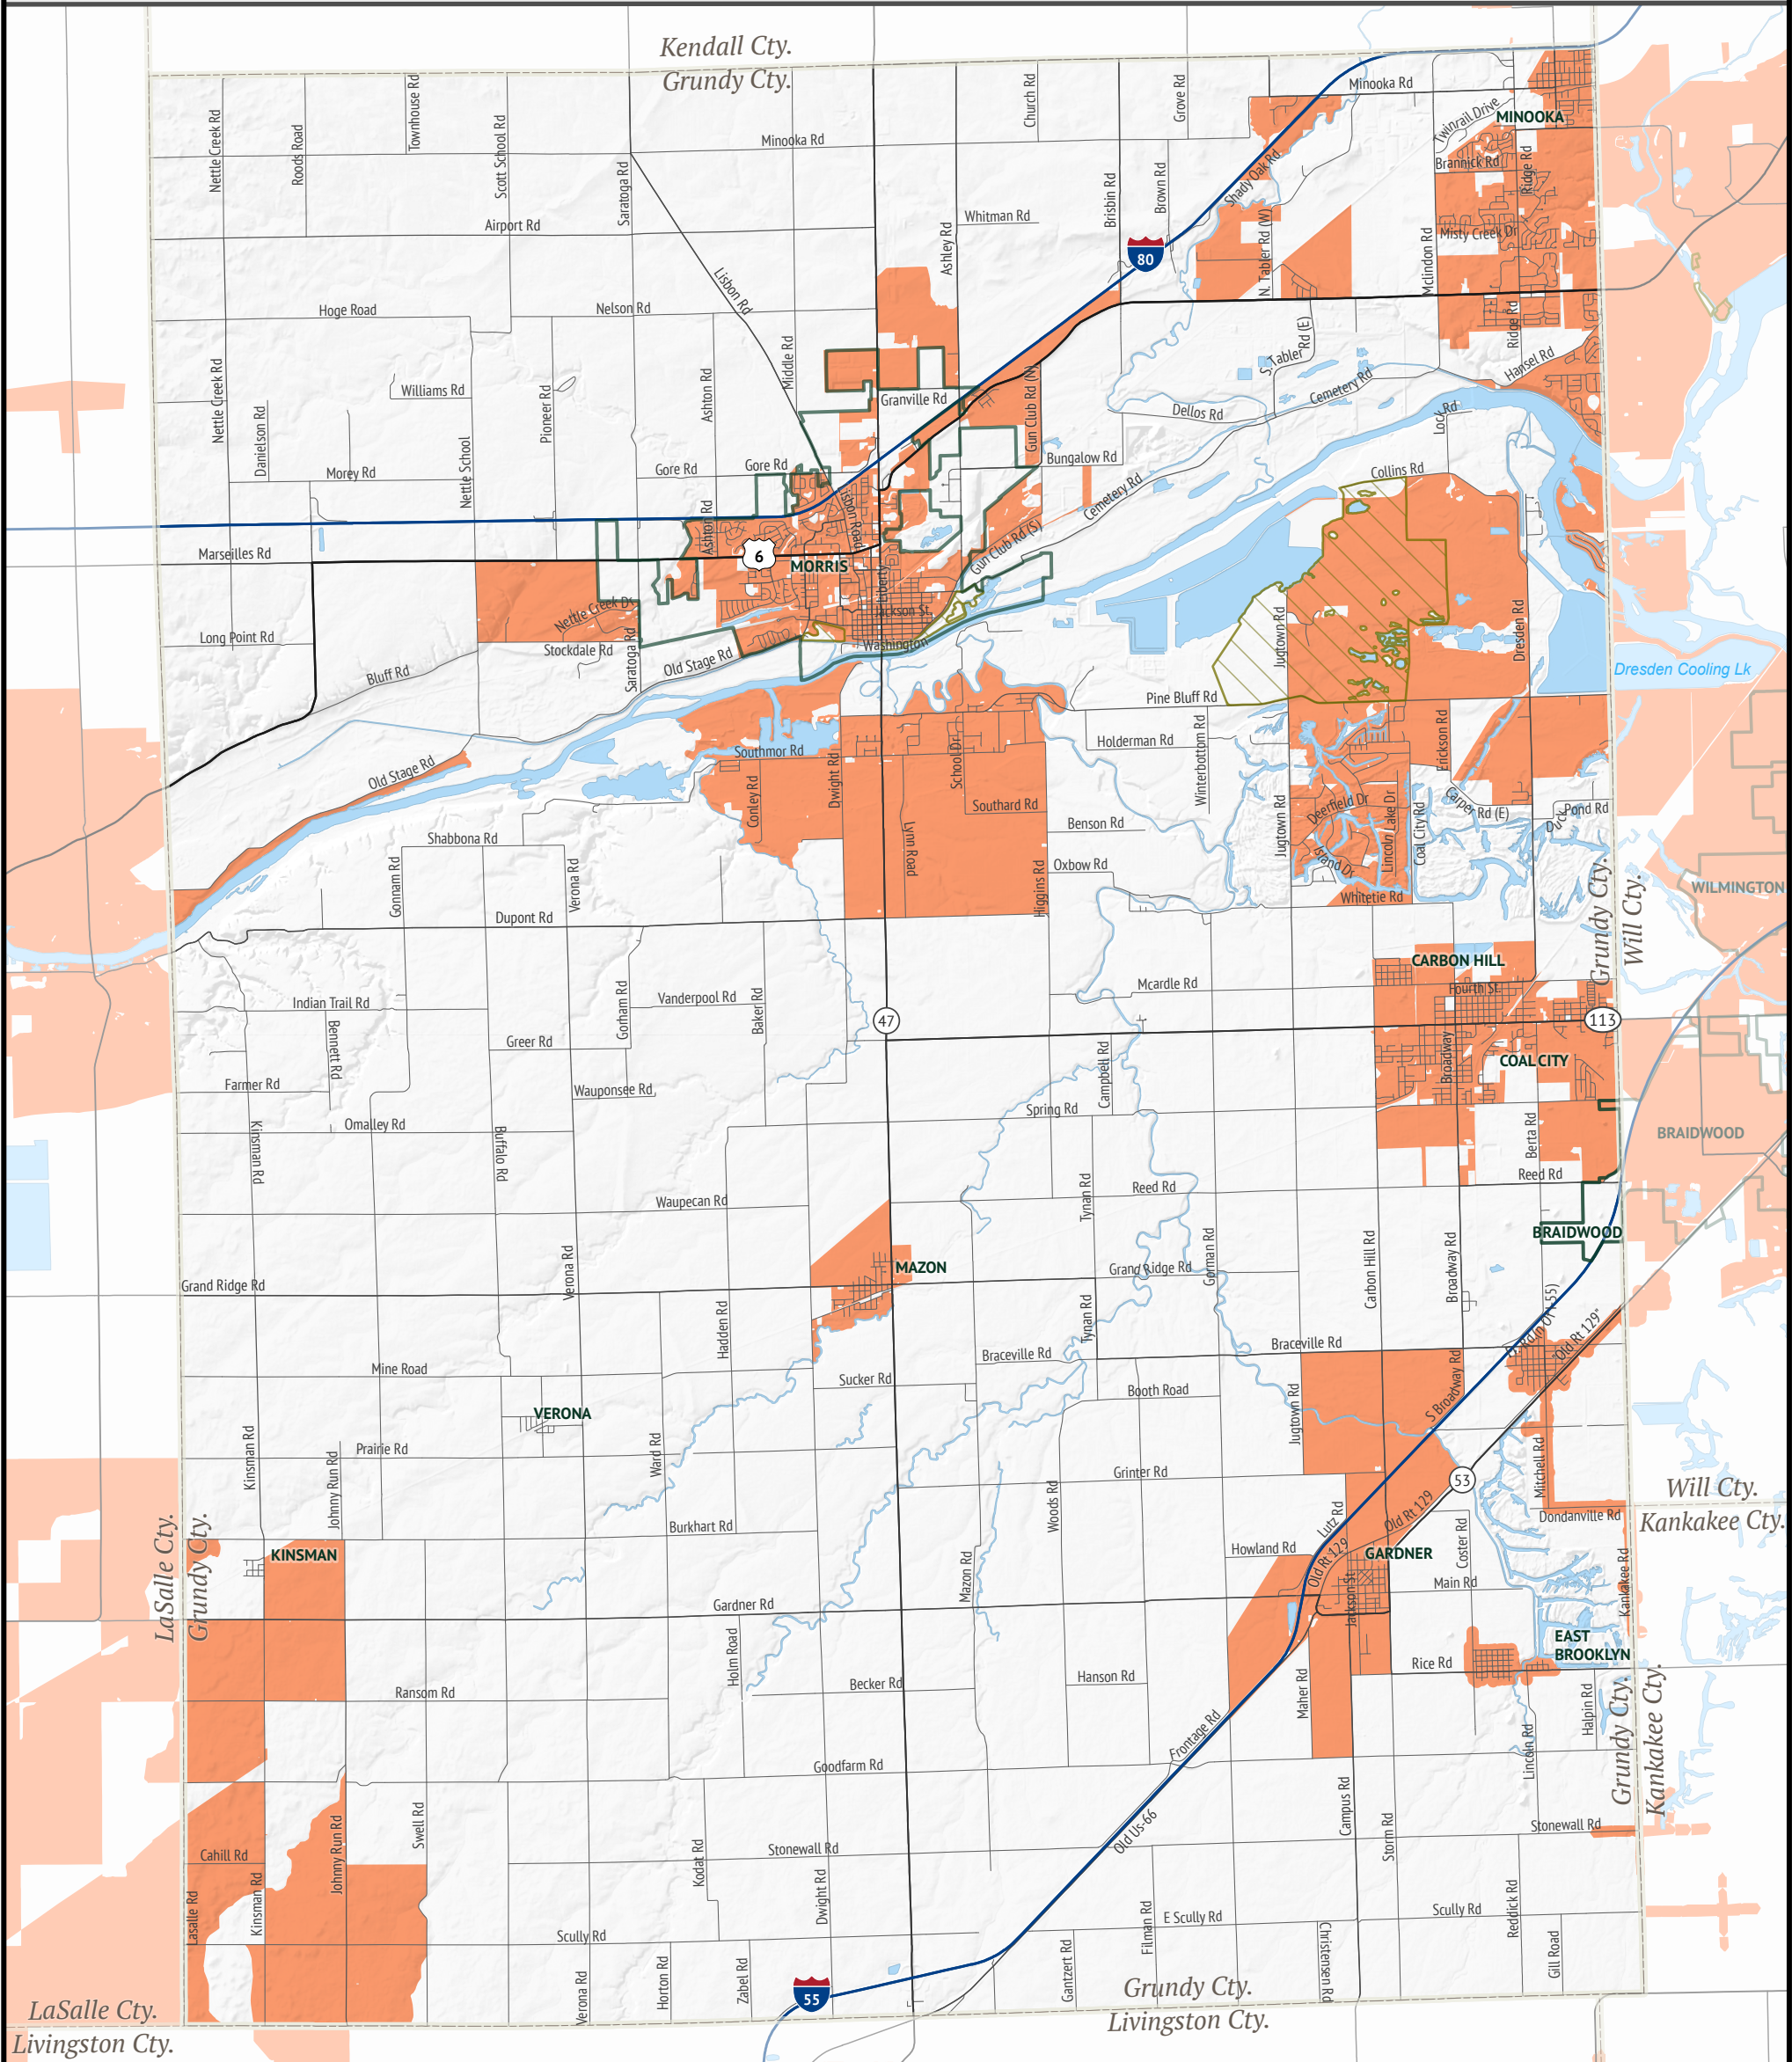 Kendall Cty.
Grundy Cty.
Minooka Rd
MINOOKA
Twinrail Drive
Brannick Rd
Ridge Rd
Nettle Creek Rd
Roods Road
Townhouse Rd
Scott School Rd
Saratoga Rd
Minooka Rd
Church Rd
Grove Rd
Shady Oak Rd
Airport Rd
Whitman Rd
Ashley Rd
Brisbin Rd
Brown Rd
N. Tabler Rd (W)
Misty Creek Dr
Mclindon Rd
80
Lisbon Rd
Hoge Road
Nelson Rd
Middle Rd
Ridge Rd
S. Tabler
Rd (E)
Hansel Rd
Nettle Creek Rd
Williams Rd
Danielson Rd
Pioneer Rd
Ashton Rd
Granville Rd
Gun Club Rd (N)
Dellos Rd
Cemetery Rd
Lock Rd
Morey Rd
Nettle School
Gore Rd
Gore Rd
Bungalow Rd
Collins Rd
Cemetery Rd
Lisbon Road
Ashton Rd
Marseilles Rd
6
MORRIS
Gun Club Rd (S)
Liberty
Jackson St
Nettle Creek Dr
Washington
Long Point Rd
Stockdale Rd
Saratoga Rd
Old Stage Rd
Bluff Rd
Jugtown Rd
Dresden Rd
Dresden Cooling Lk
Pine Bluff Rd
Old Stage Rd
Southmor Rd
Conley Rd
Dwight Rd
School Dr
Southard Rd
Holderman Rd
Winterbottom Rd
Erickson Rd
Benson Rd
Jugtown Rd
Deerfield Dr
Island Dr
Lincoln Lake Dr
Coal City Rd
Carper Rd (E)
Duck Pond Rd
Shabbona Rd
Gonnam Rd
Verona Rd
Lynn Road
Higgins Rd
Oxbow Rd
Whitetie Rd
Dupont Rd
Grundy Cty.
Will Cty.
WILMINGTON
CARBON HILL
Fourth St.
Mcardle Rd
Indian Trail Rd
Bennett Rd
Gorham Rd
Vanderpool Rd
Baker Rd
47
113
Greer Rd
COAL CITY
Broadway
Farmer Rd
Wauponsee Rd
Campbell Rd
Spring Rd
Omalley Rd
Kinsman Rd
Buffalo Rd
Berta Rd
BRAIDWOOD
Reed Rd
Waupecan Rd
Tynan Rd
Reed Rd
BRAIDWOOD
Verona Rd
MAZON
Grand Ridge Rd
Grand Ridge Rd
Gorman Rd
Carbon Hill Rd
Broadway Rd
Hadden Rd
Tynan Rd
Braceville Rd
Braceville Rd
Old Rt 129"
Mine Road
Sucker Rd
Booth Road
Jugtown Rd
S Broadway Rd
VERONA
Kinsman Rd
Prairie Rd
Johnny Run Rd
Ward Rd
Grinter Rd
53
Mitchell Rd
Woods Rd
Will Cty.
Kankakee Cty.
Burkhart Rd
Lutz Rd
Old Rt 129
Dondanville Rd
LaSalle Cty.
Grundy Cty.
KINSMAN
Howland Rd
GARDNER
Old Rt 129
Coster Rd
Mazon Rd
Main Rd
Jackson St
Kankakee Rd
Gardner Rd
Holm Road
EAST
BROOKLYN
Rice Rd
Hanson Rd
Becker Rd
Ransom Rd
Maher Rd
Halpin Rd
Lincoln Rd
Frontage Rd
Grundy Cty.
Kankakee Cty.
Goodfarm Rd
Swell Rd
Johnny Run Rd
Cahill Rd
Kodat Rd
Stonewall Rd
Old Us-66
Campus Rd
Storm Rd
Stonewall Rd
Lasalle Rd
Kinsman Rd
Dwight Rd
Scully Rd
Filman Rd
E Scully Rd
Scully Rd
Reddick Rd
Gill Road
Verona Rd
Horton Rd
Zabel Rd
Gantzert Rd
Christensen Rd
55
Grundy Cty.
Livingston Cty.
LaSalle Cty.
Livingston Cty.